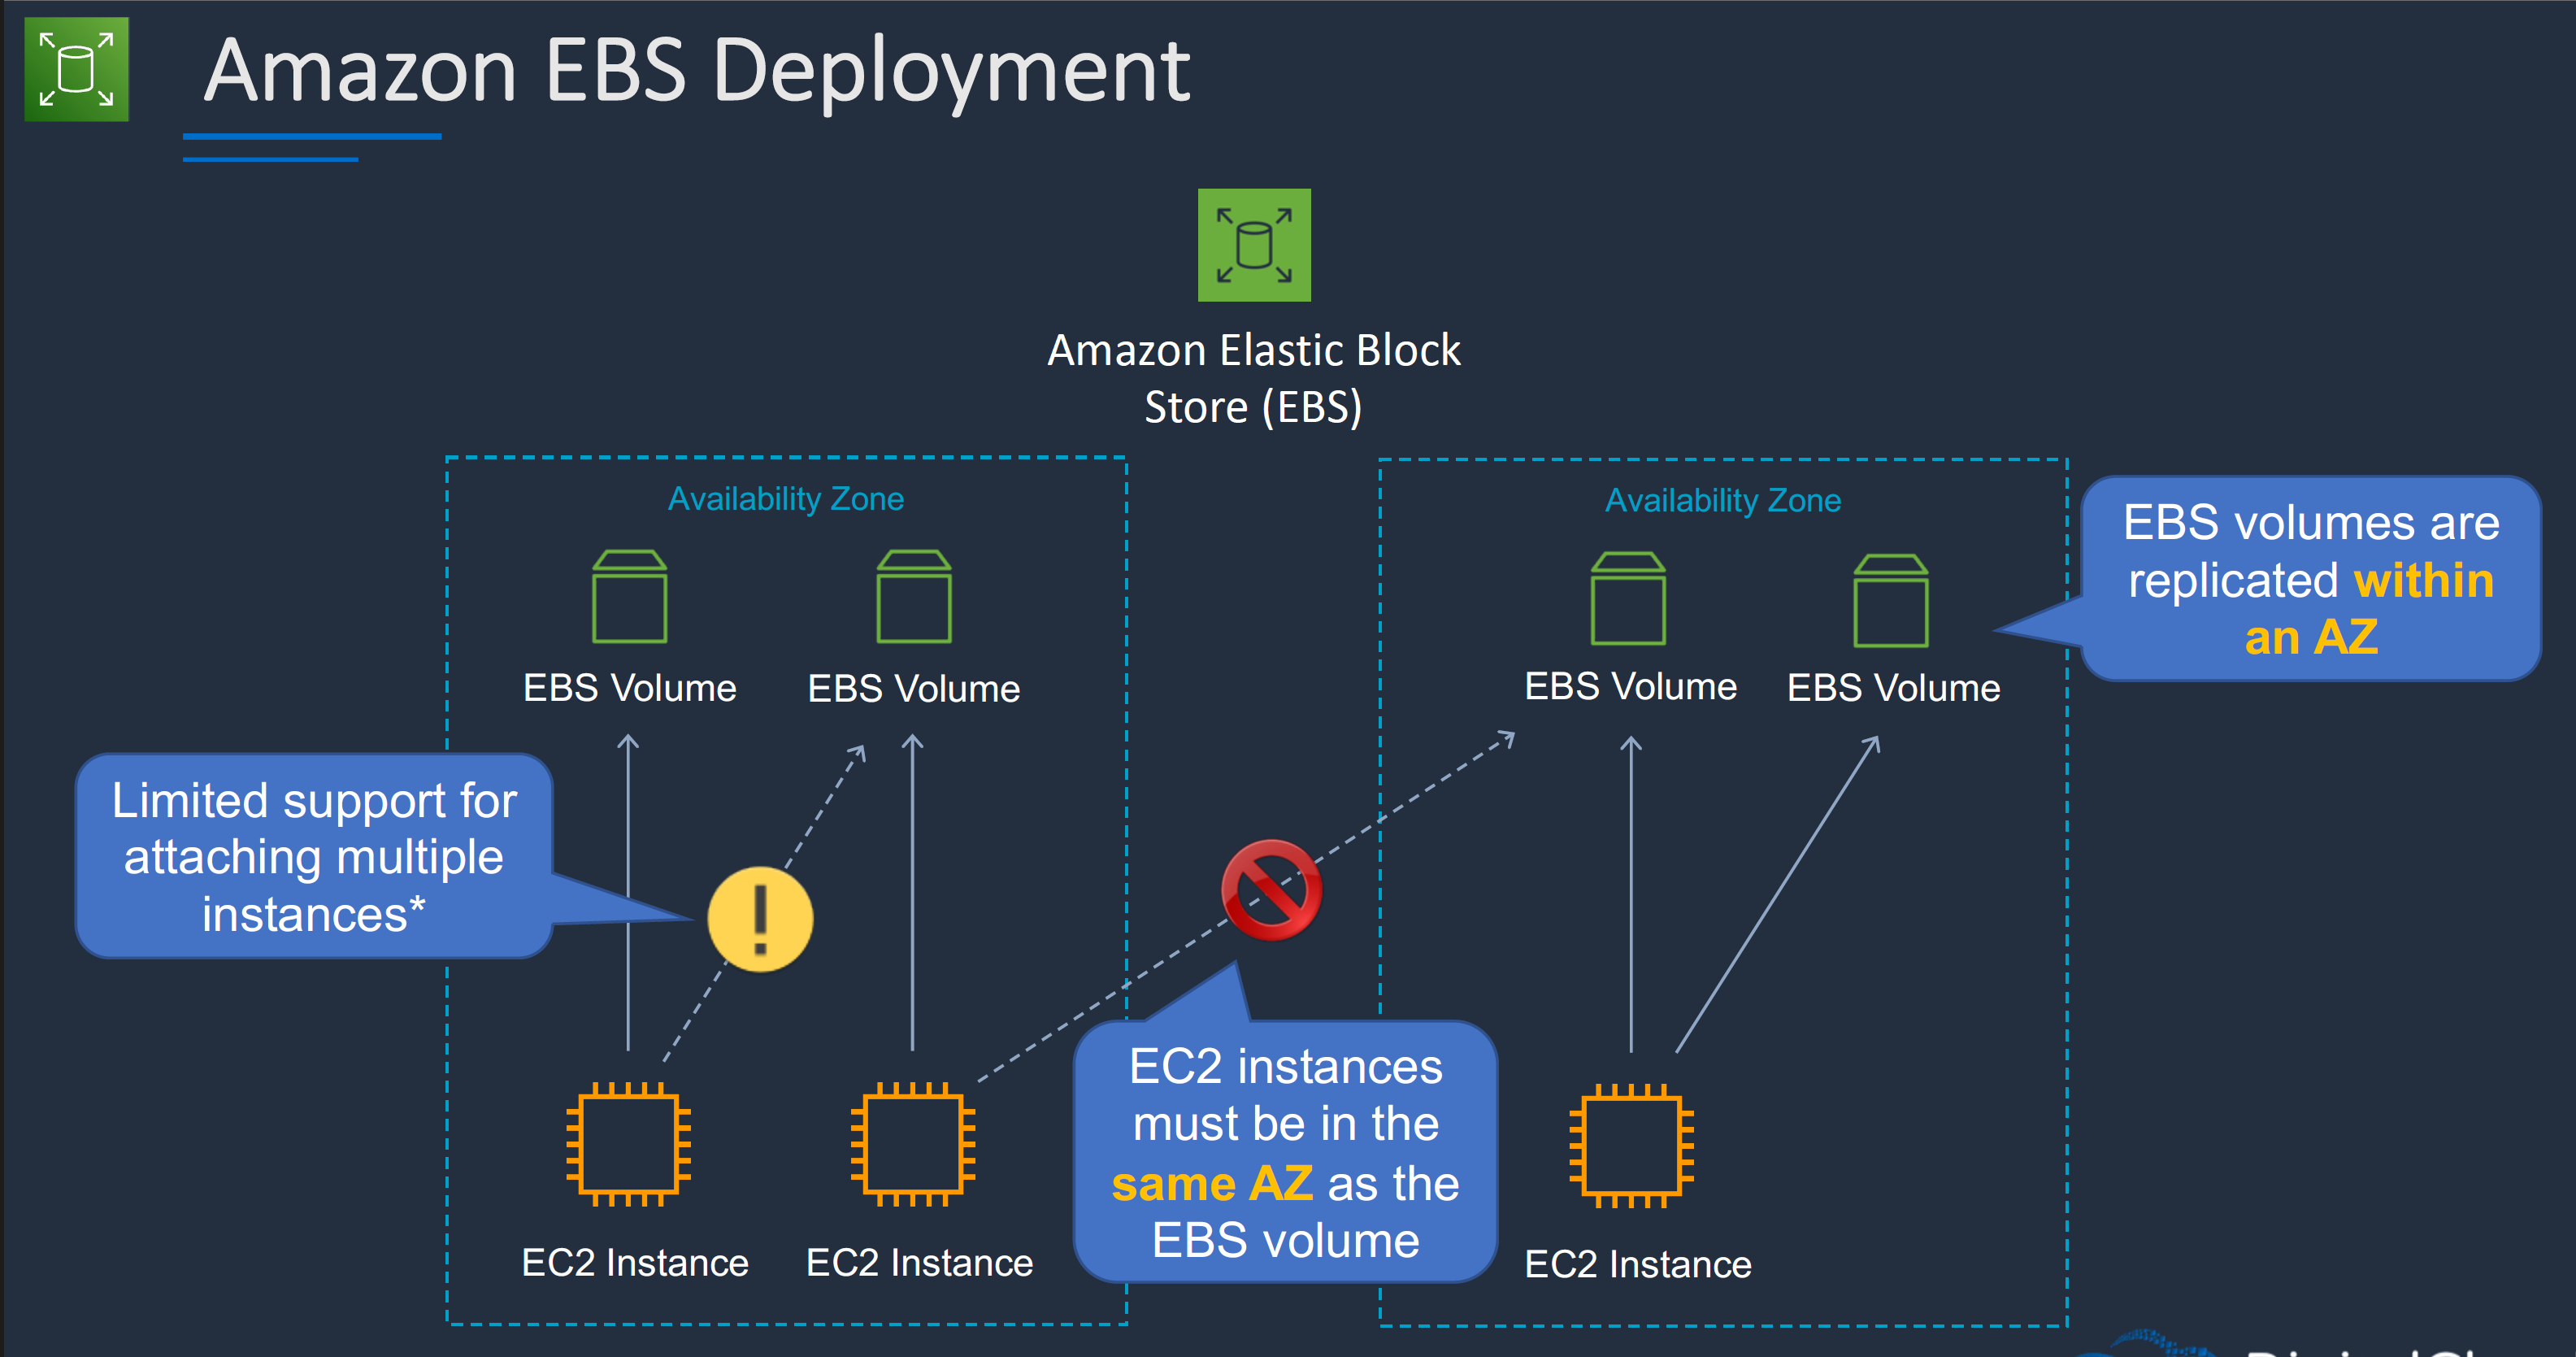 Amazon EBS Deployment
Amazon Elastic Block
Store (EBS)
Availability Zone
Availability Zone
EBS volumes are
replicated within
an AZ
EBS Volume
EBS Volume
EBS Volume
EBS Volume
Limited support for
attaching multiple
instances*
!
EC2 instances
must be in the
same AZ as the
EBS volume
EC2 Instance
EC2 Instance
EC2 Instance